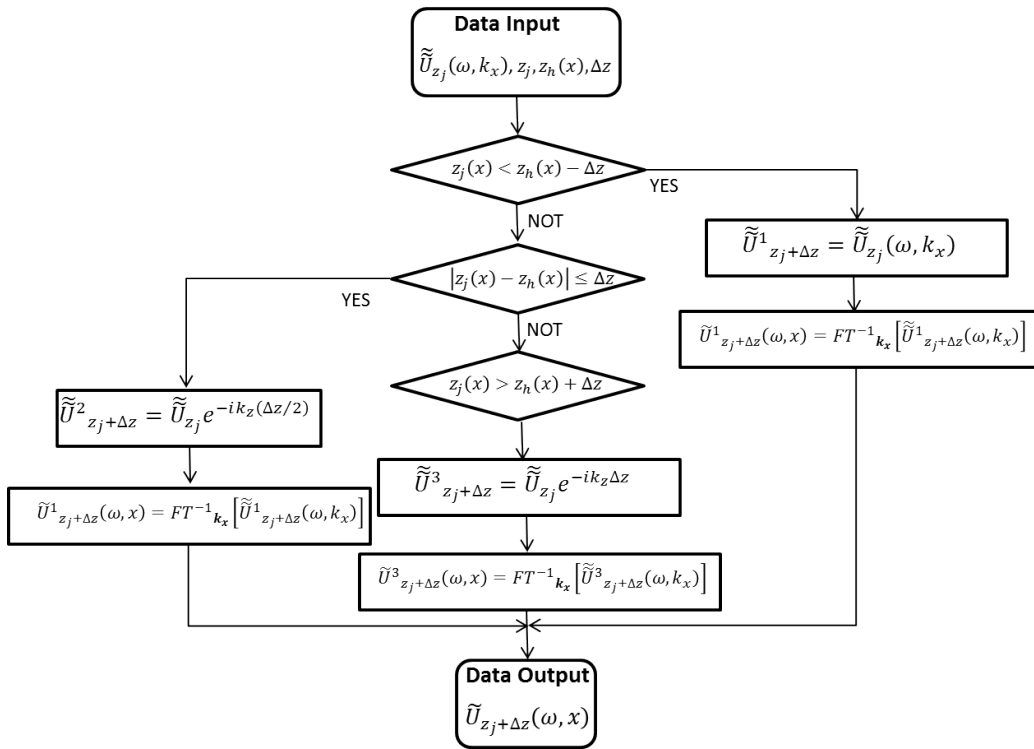 Data Input
Ũ̃_{z_j}(ω, k_x), z_j, z_h(x), Δz
z_j(x) < z_h(x) − Δz
YES
NOT
Ũ̃¹_{z_j+Δz} = Ũ̃_{z_j}(ω, k_x)
|z_j(x) − z_h(x)| ≤ Δz
YES
NOT
Ũ¹_{z_j+Δz}(ω, x) = FT⁻¹_{k_x}[Ũ̃¹_{z_j+Δz}(ω, k_x)]
z_j(x) > z_h(x) + Δz
Ũ̃²_{z_j+Δz} = Ũ̃_{z_j} e^{−ik_z(Δz/2)}
Ũ̃³_{z_j+Δz} = Ũ̃_{z_j} e^{−ik_zΔz}
Ũ¹_{z_j+Δz}(ω, x) = FT⁻¹_{k_x}[Ũ̃¹_{z_j+Δz}(ω, k_x)]
Ũ³_{z_j+Δz}(ω, x) = FT⁻¹_{k_x}[Ũ̃³_{z_j+Δz}(ω, k_x)]
Data Output
Ũ_{z_j+Δz}(ω, x)